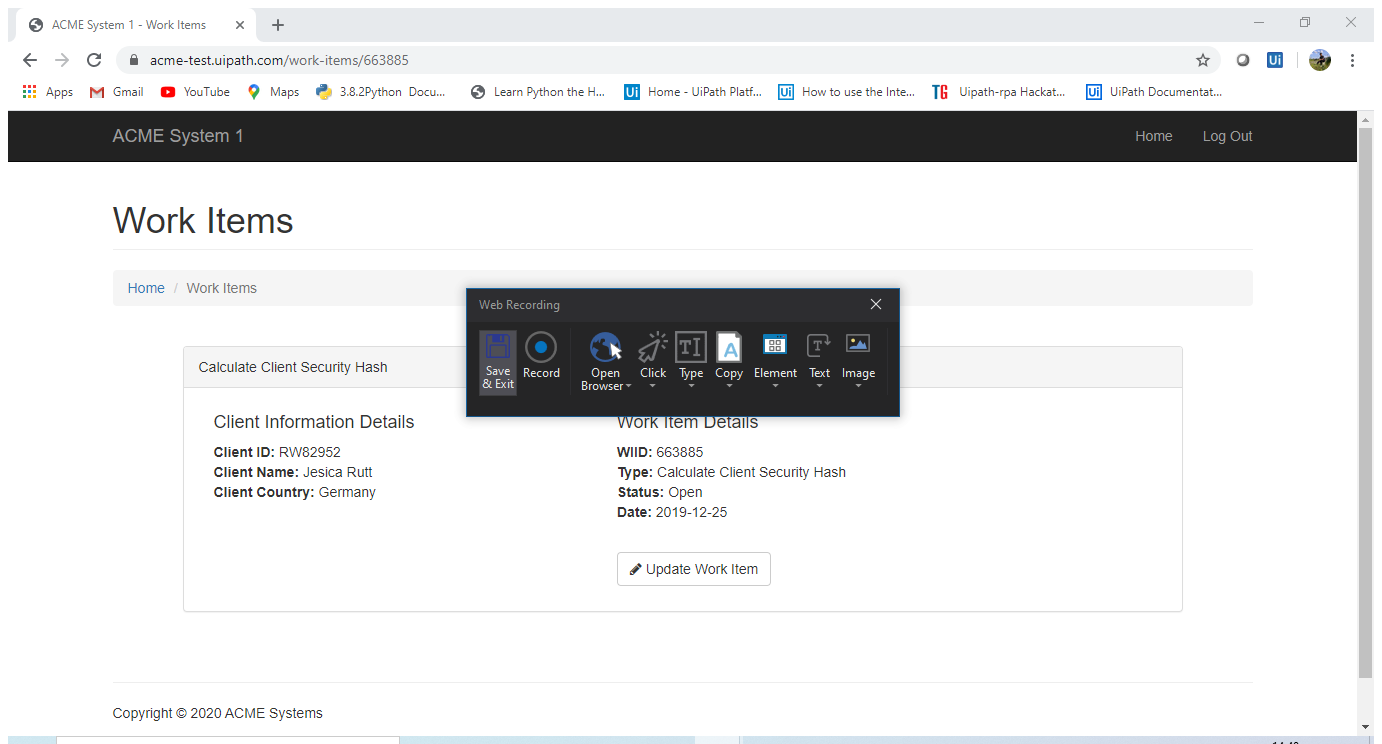 ACME System 1 - Work Items
acme-test.uipath.com/work-items/663885
Ui
Apps Gmail YouTube Maps 3.8.2Python Docu... Learn Python the H... Ui Home - UiPath Platf... Ui How to use the Inte... TG Uipath-rpa Hackat... Ui UiPath Documentat...
ACME System 1 Home Log Out
Work Items
Home / Work Items
Web Recording
Save & Exit Record Open Browser Click Type Copy Element Text Image
Calculate Client Security Hash
Client Information Details
Client ID: RW82952
Client Name: Jesica Rutt
Client Country: Germany
Work Item Details
WIID: 663885
Type: Calculate Client Security Hash
Status: Open
Date: 2019-12-25
Update Work Item
Copyright © 2020 ACME Systems